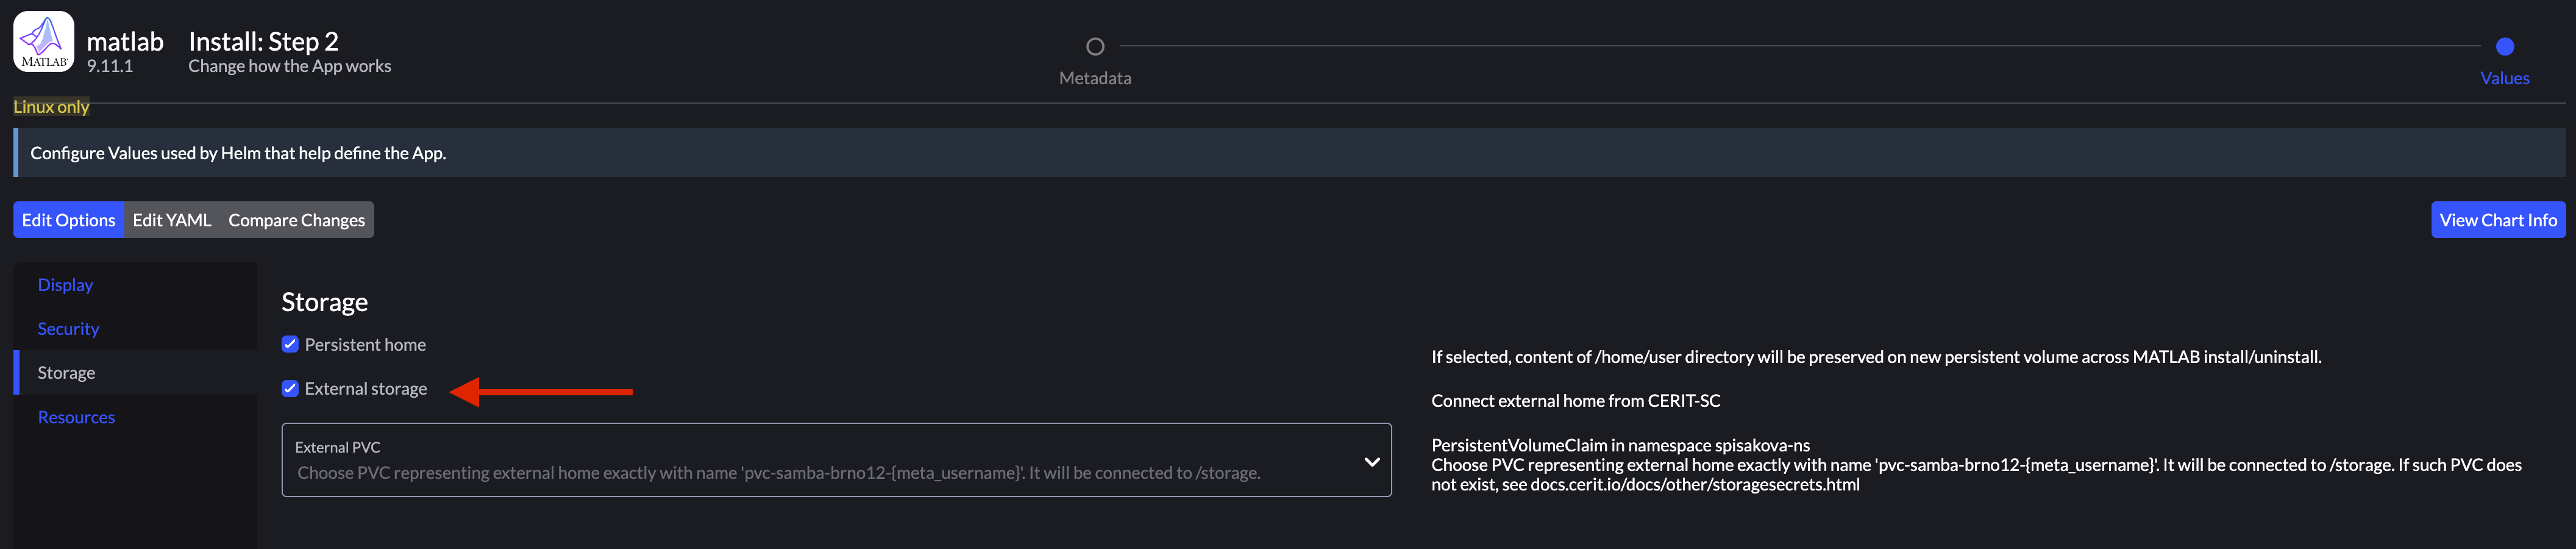 MATLAB
matlab
9.11.1
Install: Step 2
Change how the App works
Metadata
Values
Linux only
Configure Values used by Helm that help define the App.
Edit Options
Edit YAML
Compare Changes
View Chart Info
Display
Security
Storage
Resources
Storage
Persistent home
If selected, content of /home/user directory will be preserved on new persistent volume across MATLAB install/uninstall.
External storage
Connect external home from CERIT-SC
External PVC
Choose PVC representing external home exactly with name 'pvc-samba-brno12-{meta_username}'. It will be connected to /storage.
PersistentVolumeClaim in namespace spisakova-ns
Choose PVC representing external home exactly with name 'pvc-samba-brno12-{meta_username}'. It will be connected to /storage. If such PVC does
not exist, see docs.cerit.io/docs/other/storagesecrets.html